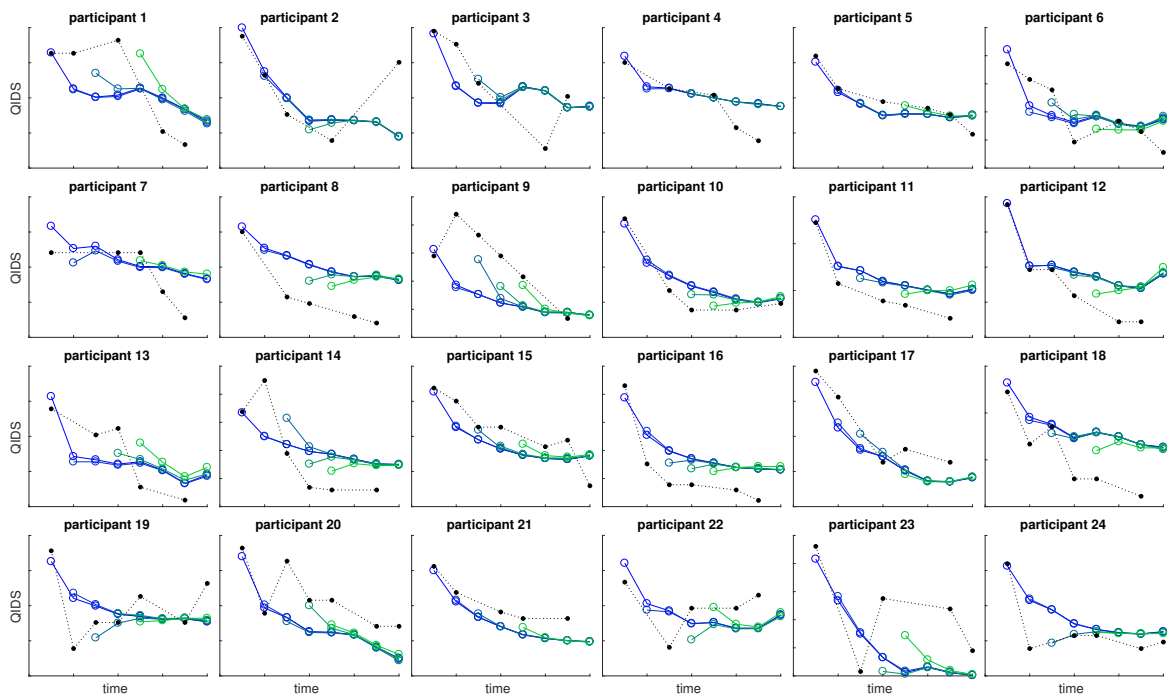 participant 1 participant 2 participant 3 participant 4 participant 5 participant 6
QIDS
participant 7 participant 8 participant 9 participant 10 participant 11 participant 12
QIDS
participant 13 participant 14 participant 15 participant 16 participant 17 participant 18
QIDS
participant 19 participant 20 participant 21 participant 22 participant 23 participant 24
QIDS
time time time time time time